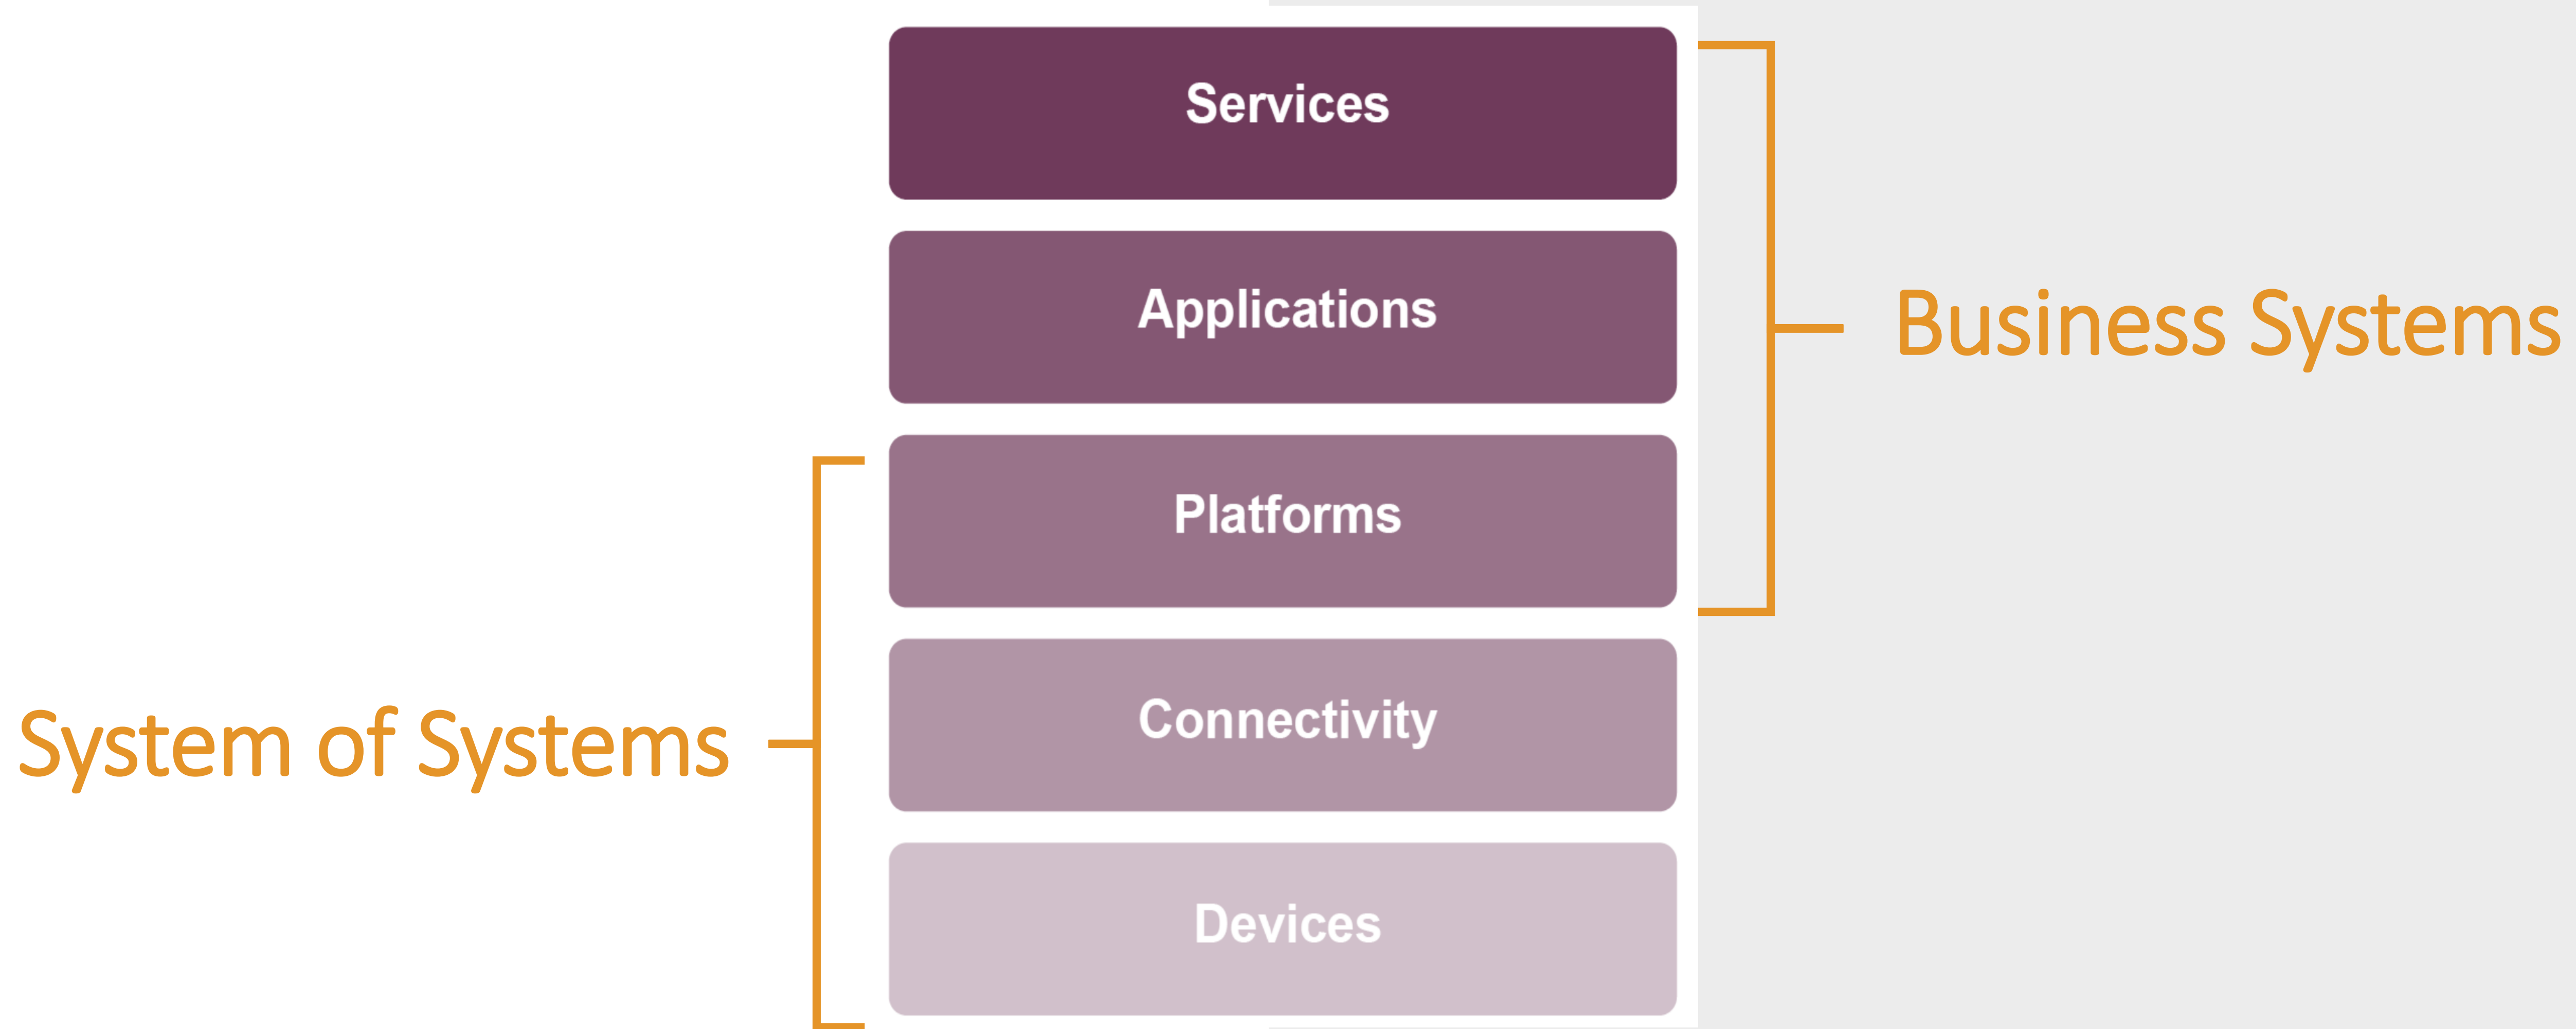 Services
Applications
Business Systems
Platforms
Connectivity
System of Systems
Devices